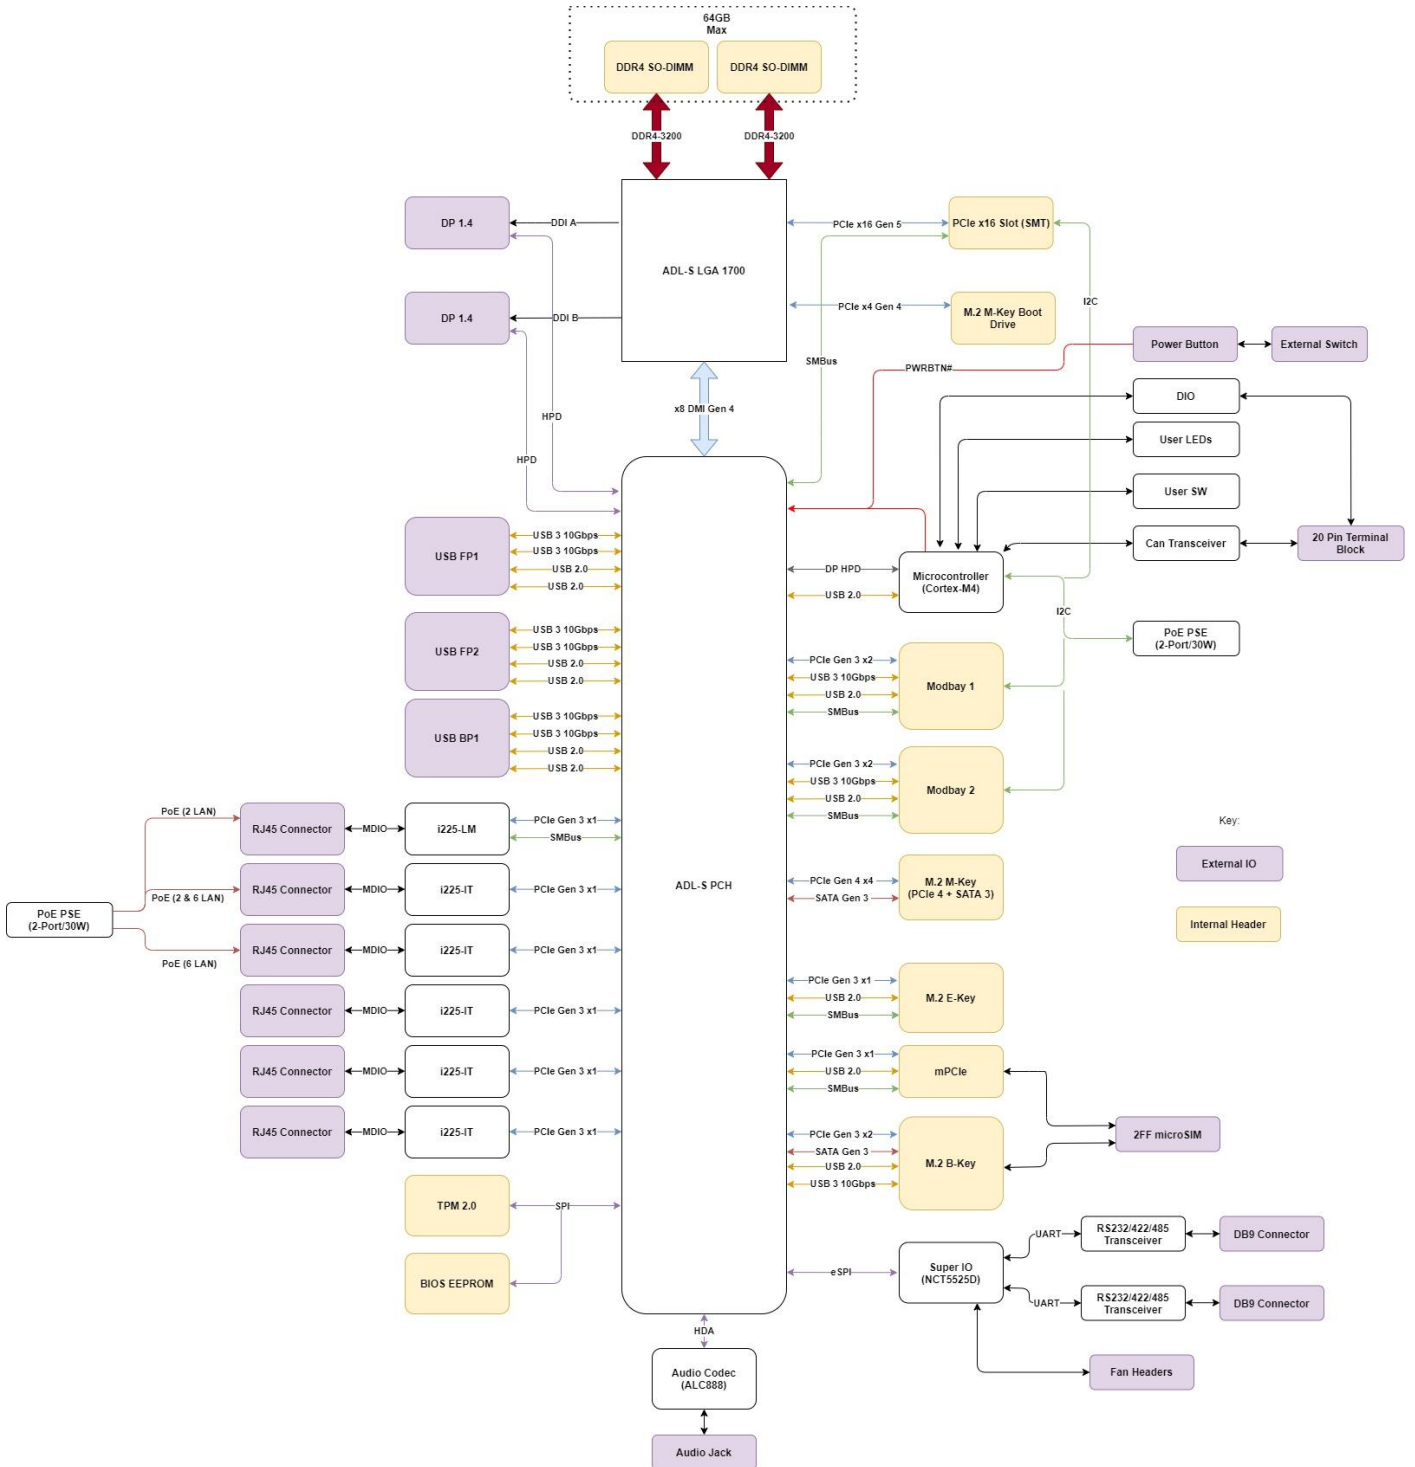 64GB
Max
DDR4 SO-DIMM
DDR4 SO-DIMM
DDR4-3200
DDR4-3200
DP 1.4
DDI A
ADL-S LGA 1700
PCIe x16 Gen 5
PCIe x16 Slot (SMT)
DP 1.4
DDI B
PCIe x4 Gen 4
M.2 M-Key Boot
Drive
I2C
SMBus
PWRBTN#
Power Button
External Switch
x8 DMI Gen 4
HPD
HPD
DIO
User LEDs
User SW
Can Transceiver
20 Pin Terminal
Block
USB FP1
USB 3 10Gbps
USB 3 10Gbps
USB 2.0
USB 2.0
DP HPD
USB 2.0
Microcontroller
(Cortex-M4)
I2C
PoE PSE
(2-Port/30W)
USB FP2
USB 3 10Gbps
USB 3 10Gbps
USB 2.0
USB 2.0
PCIe Gen 3 x2
USB 3 10Gbps
USB 2.0
SMBus
Modbay 1
USB BP1
USB 3 10Gbps
USB 3 10Gbps
USB 2.0
USB 2.0
PCIe Gen 3 x2
USB 3 10Gbps
USB 2.0
SMBus
Modbay 2
Key:
External IO
Internal Header
PoE (2 LAN)
RJ45 Connector
MDIO
i225-LM
PCIe Gen 3 x1
SMBus
ADL-S PCH
PoE (2 & 6 LAN)
RJ45 Connector
MDIO
i225-IT
PCIe Gen 3 x1
PCIe Gen 4 x4
SATA Gen 3
M.2 M-Key
(PCIe 4 + SATA 3)
PoE PSE
(2-Port/30W)
PoE (6 LAN)
RJ45 Connector
MDIO
i225-IT
PCIe Gen 3 x1
RJ45 Connector
MDIO
i225-IT
PCIe Gen 3 x1
PCIe Gen 3 x1
USB 2.0
SMBus
M.2 E-Key
RJ45 Connector
MDIO
i225-IT
PCIe Gen 3 x1
PCIe Gen 3 x1
USB 2.0
SMBus
mPCIe
RJ45 Connector
MDIO
i225-IT
PCIe Gen 3 x1
PCIe Gen 3 x2
SATA Gen 3
USB 2.0
USB 3 10Gbps
M.2 B-Key
2FF microSIM
TPM 2.0
SPI
BIOS EEPROM
eSPI
Super IO
(NCT5525D)
UART
RS232/422/485
Transceiver
DB9 Connector
UART
RS232/422/485
Transceiver
DB9 Connector
Fan Headers
HDA
Audio Codec
(ALC888)
Audio Jack